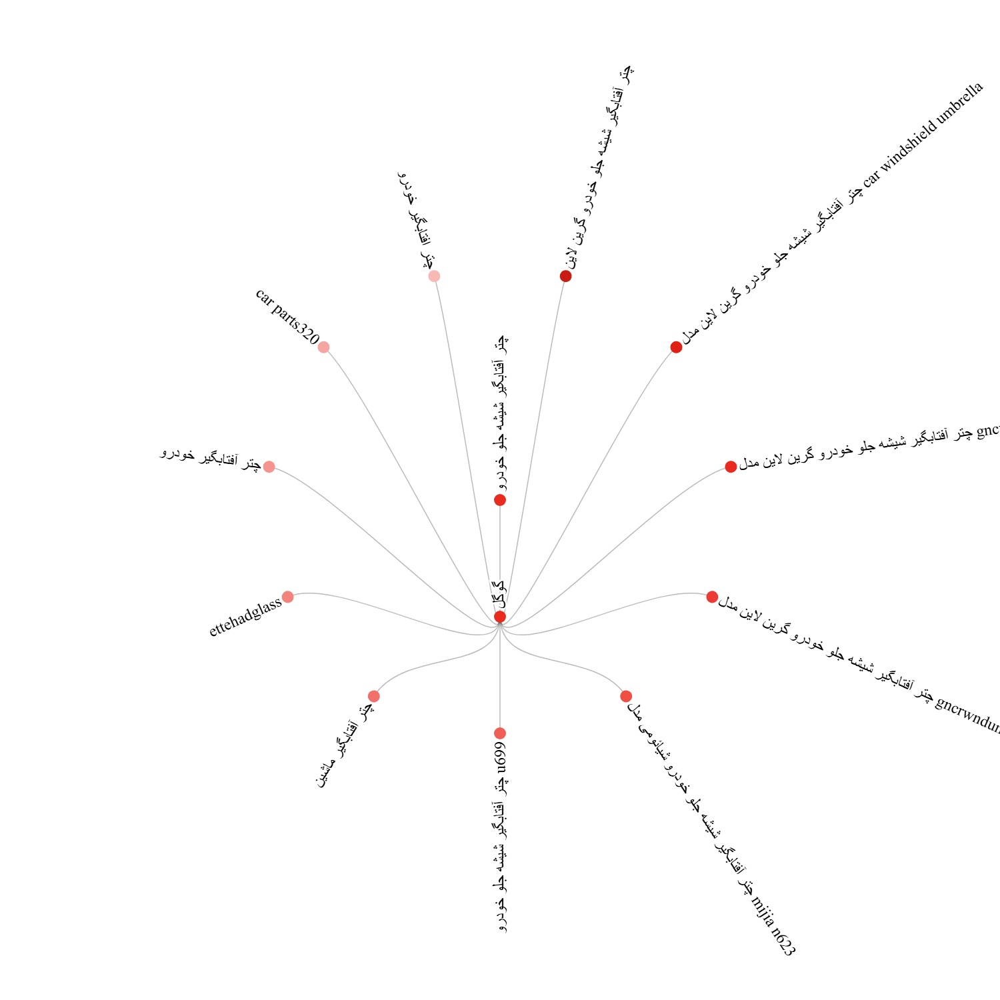 چتر آفتابگیر شیشه جلو خودرو گرین لاین
چتر آفتابگیر شیشه جلو خودرو گرین لاین مدل car windshield umbrella
چتر افتابگیر خودرو
car parts320
چتر آفتابگیر شیشه جلو خودرو
چتر آفتابگیر شیشه جلو خودرو گرین لاین مدل
چتر آفتابگیر خودرو
گوگل
چتر آفتابگیر شیشه جلو خودرو گرین لاین مدل
ettehadglass
چتر آفتابگیر ماشین
چتر آفتابگیر شیشه جلو خودرو شیائومی مدل mijia n623
چتر آفتابگیر شیشه جلو خودرو u699